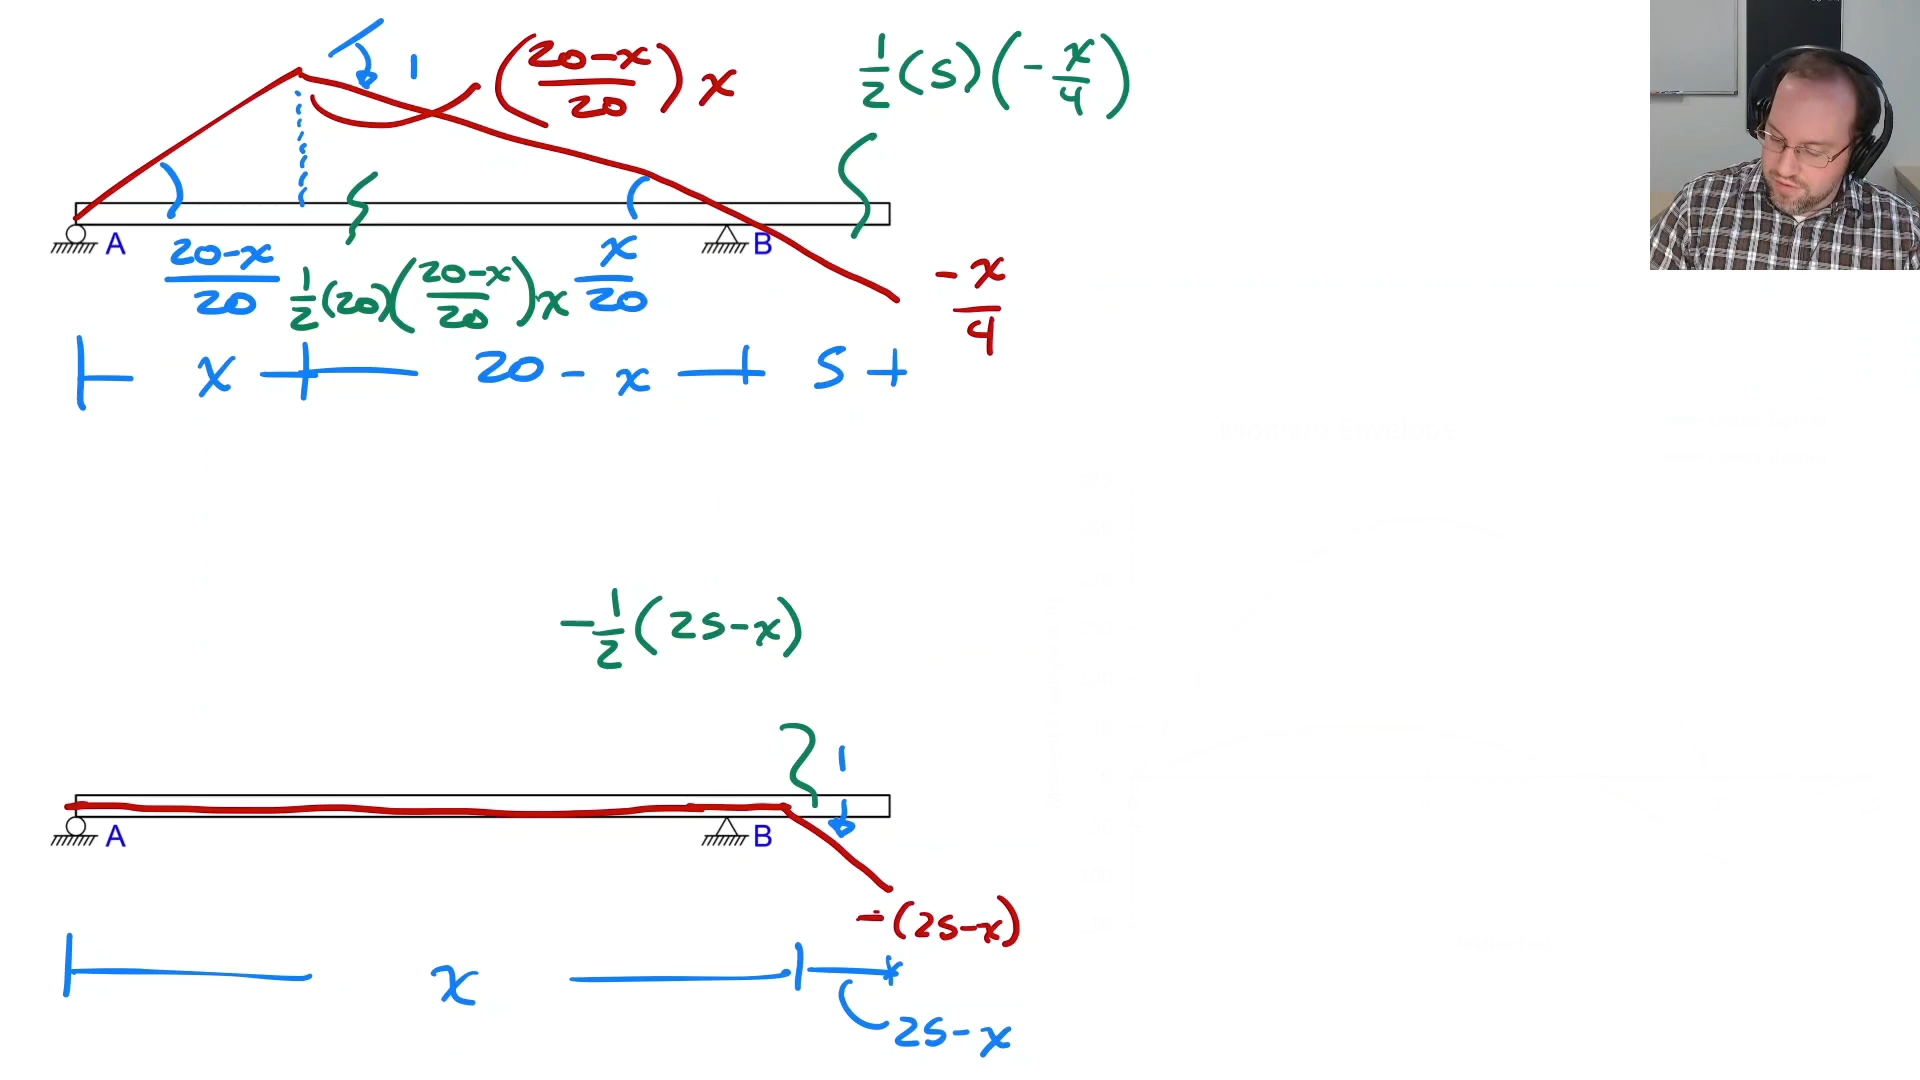 1
(20-x/20) x
1/2 (5) (-x/4)
A
B
20-x/20
1/2 (20) (20-x/20) x
x/20
-x/4
x
20 - x
5
-1/2 (25-x)
1
A
B
-(25-x)
x
25-x